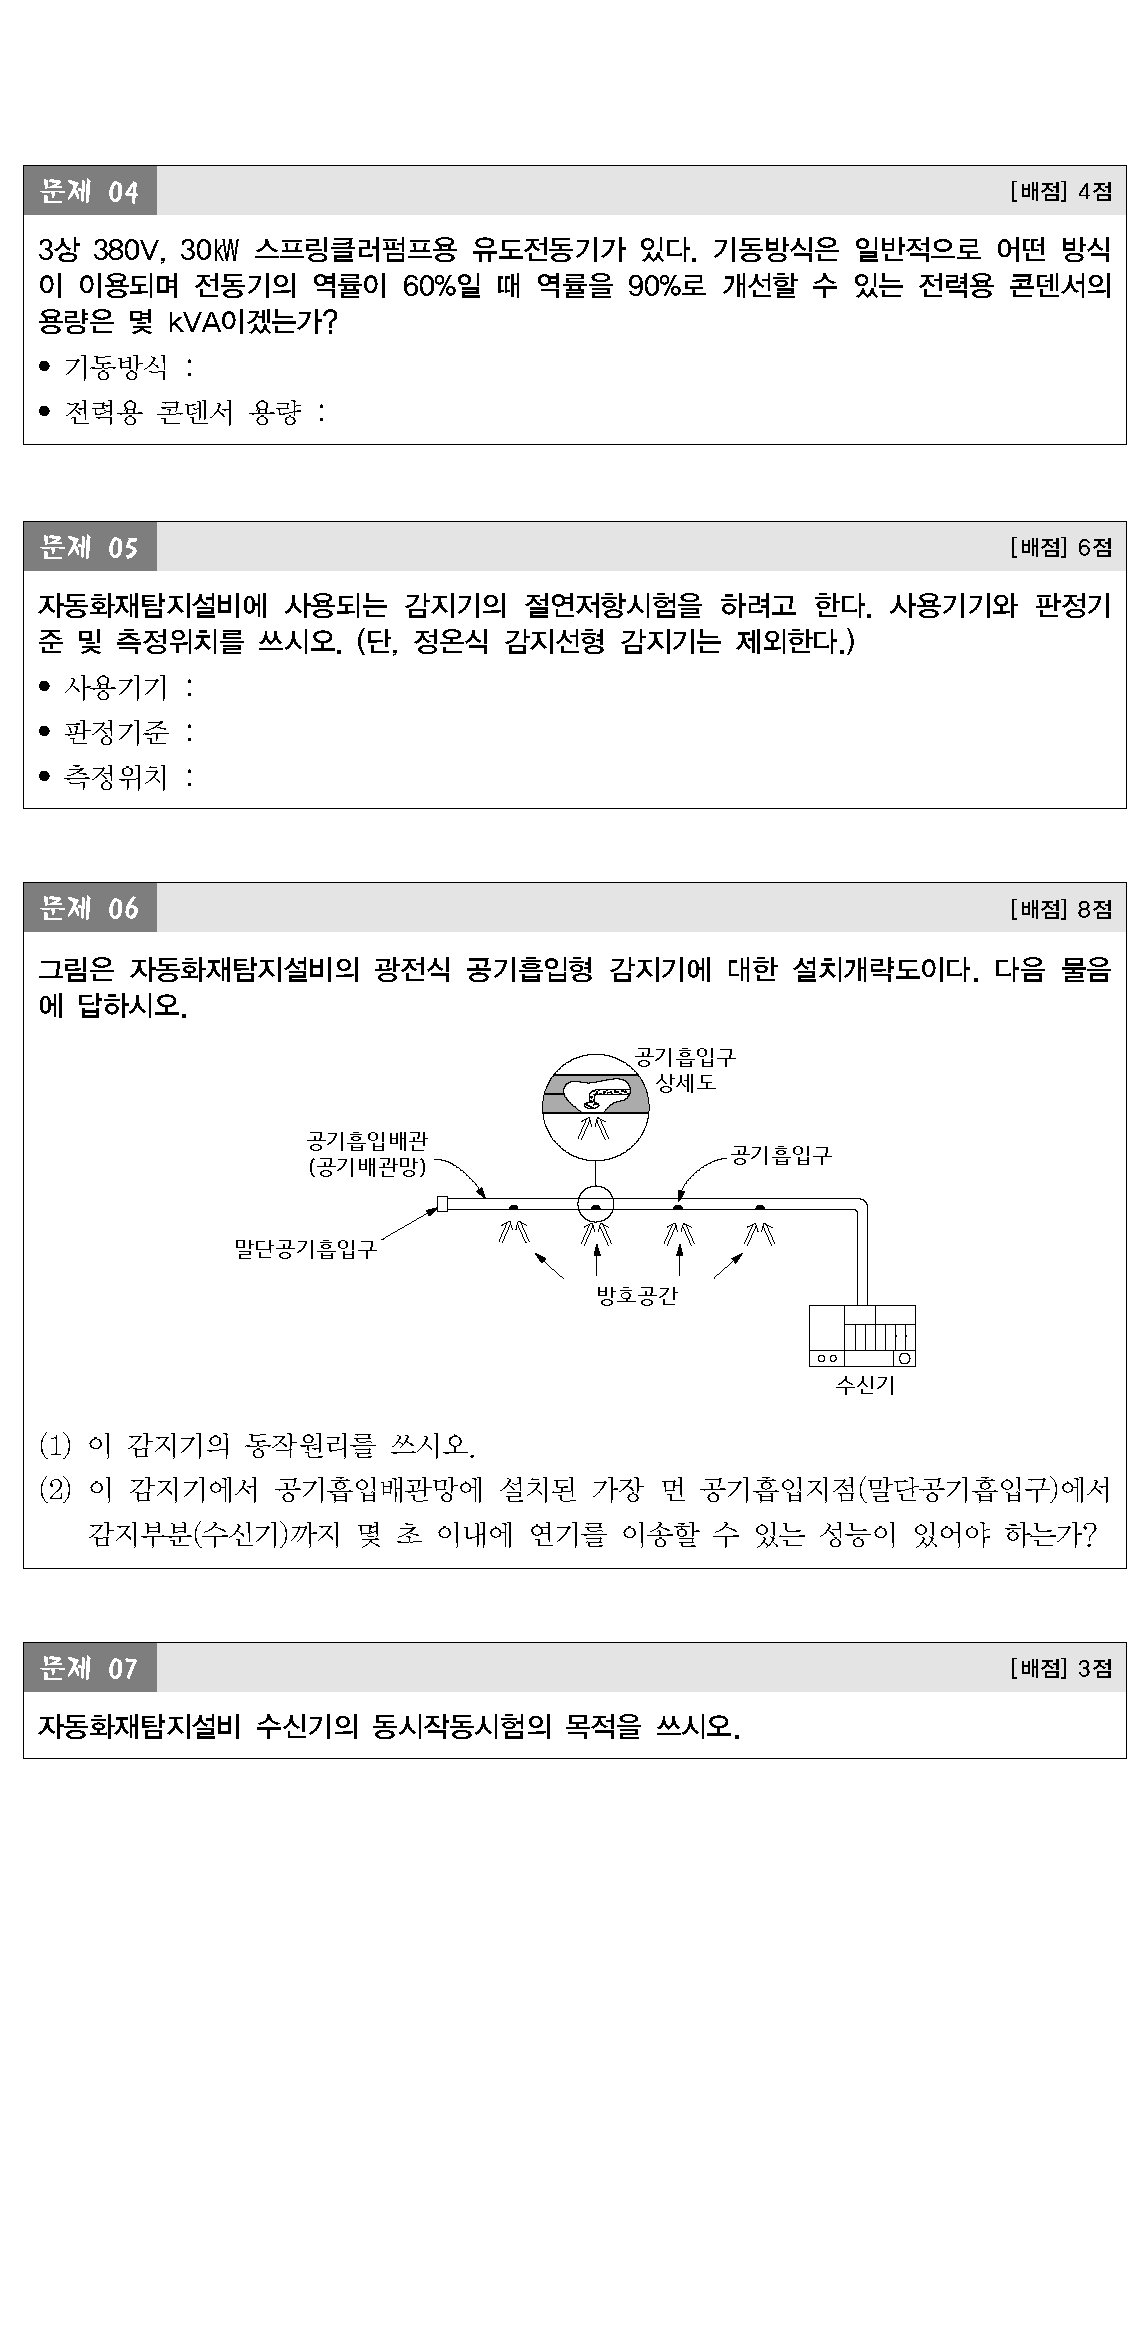 문제 04
[배점] 4점
3상 380V, 30㎾ 스프링클러펌프용 유도전동기가 있다. 기동방식은 일반적으로 어떤 방식
이 이용되며 전동기의 역률이 60%일 때 역률을 90%로 개선할 수 있는 전력용 콘덴서의
용량은 몇 kVA이겠는가?
• 기동방식 :
• 전력용 콘덴서 용량 :
문제 05
[배점] 6점
자동화재탐지설비에 사용되는 감지기의 절연저항시험을 하려고 한다. 사용기기와 판정기
준 및 측정위치를 쓰시오. (단, 정온식 감지선형 감지기는 제외한다.)
• 사용기기 :
• 판정기준 :
• 측정위치 :
문제 06
[배점] 8점
그림은 자동화재탐지설비의 광전식 공기흡입형 감지기에 대한 설치개략도이다. 다음 물음
에 답하시오.
공기흡입구
상세도
공기흡입배관
(공기배관망)
공기흡입구
말단공기흡입구
방호공간
수신기
(1) 이 감지기의 동작원리를 쓰시오.
(2) 이 감지기에서 공기흡입배관망에 설치된 가장 먼 공기흡입지점(말단공기흡입구)에서
감지부분(수신기)까지 몇 초 이내에 연기를 이송할 수 있는 성능이 있어야 하는가?
문제 07
[배점] 3점
자동화재탐지설비 수신기의 동시작동시험의 목적을 쓰시오.